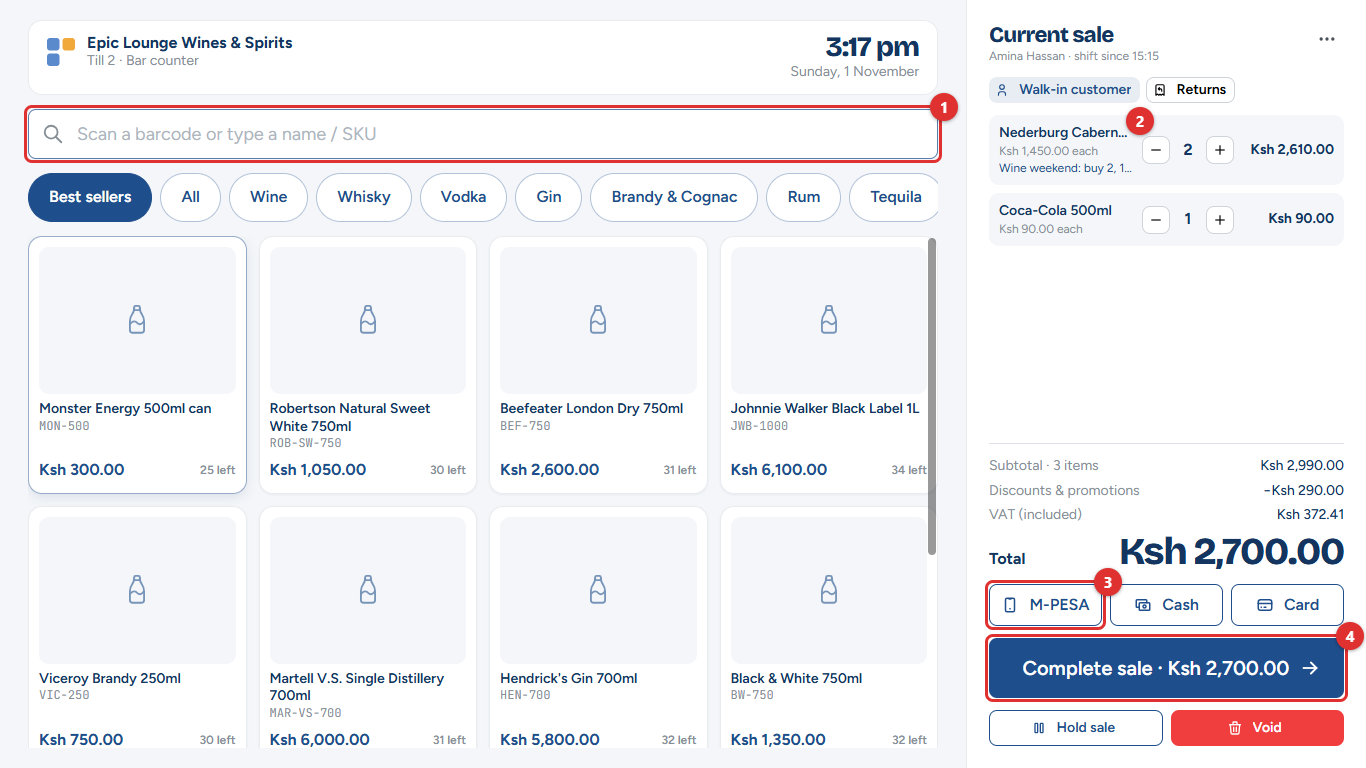 Epic Lounge Wines & Spirits
Till 2 · Bar counter
3:17 pm
Sunday, 1 November
1
Scan a barcode or type a name / SKU
Best sellers
All
Wine
Whisky
Vodka
Gin
Brandy & Cognac
Rum
Tequila
Monster Energy 500ml can
MON-500
Ksh 300.00
25 left
Robertson Natural Sweet
White 750ml
ROB-SW-750
Ksh 1,050.00
30 left
Beefeater London Dry 750ml
BEF-750
Ksh 2,600.00
31 left
Johnnie Walker Black Label 1L
JWB-1000
Ksh 6,100.00
34 left
Viceroy Brandy 250ml
VIC-250
Ksh 750.00
30 left
Martell V.S. Single Distillery
700ml
MAR-VS-700
Ksh 6,000.00
31 left
Hendrick's Gin 700ml
HEN-700
Ksh 5,800.00
32 left
Black & White 750ml
BW-750
Ksh 1,350.00
32 left
Current sale
...
Amina Hassan · shift since 15:15
Walk-in customer
Returns
2
Nederburg Cabern...
Ksh 1,450.00 each
Wine weekend: buy 2, 1...
− 2 +
Ksh 2,610.00
Coca-Cola 500ml
Ksh 90.00 each
− 1 +
Ksh 90.00
Subtotal · 3 items
Ksh 2,990.00
Discounts & promotions
−Ksh 290.00
VAT (included)
Ksh 372.41
Total
Ksh 2,700.00
3
M-PESA
Cash
Card
4
Complete sale · Ksh 2,700.00 →
Hold sale
Void